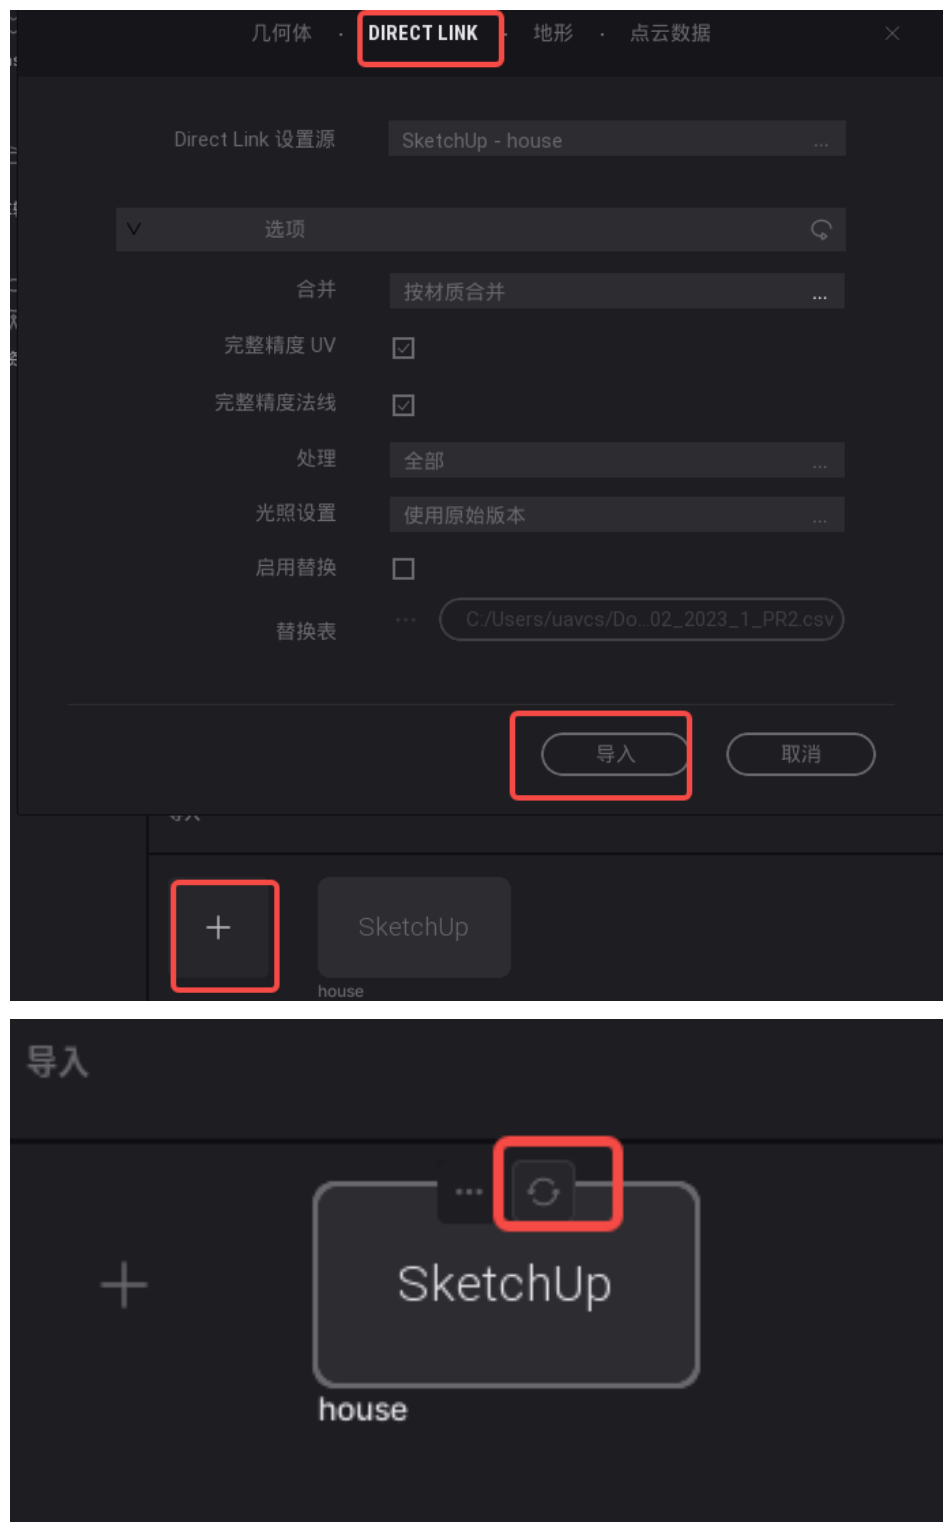 几何体 · DIRECT LINK · 地形 · 点云数据
Direct Link 设置源 SketchUp - house ...
选项
合并 按材质合并 ...
完整精度 UV
完整精度法线
处理 全部 ...
光照设置 使用原始版本 ...
启用替换
替换表 ... C:/Users/uavcs/Do...02_2023_1_PR2.csv
导入 取消
SketchUp
house
导入
SketchUp
house